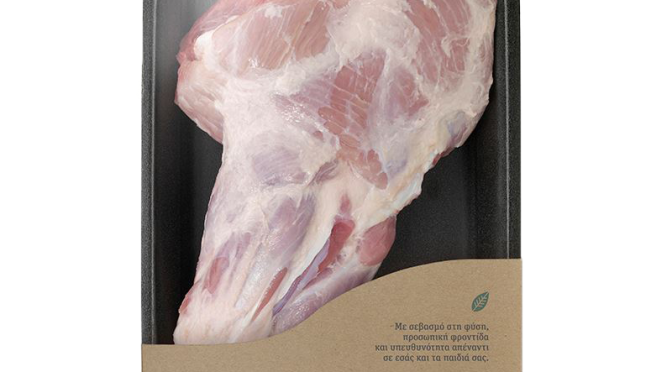 - Με σεβασμό στη φύση,
προσωπική φροντίδα
και υπευθυνότητα απέναντι
σε εσάς και τα παιδιά σας.